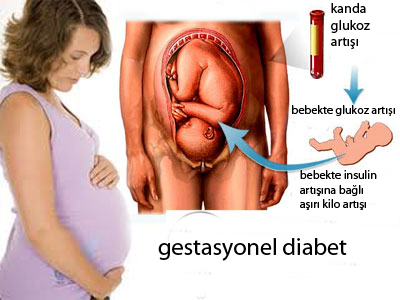 kanda
glukoz
artışı
bebekte glukoz artışı
bebekte insulin
artışına bağlı
aşırı kilo artışı
gestasyonel diabet